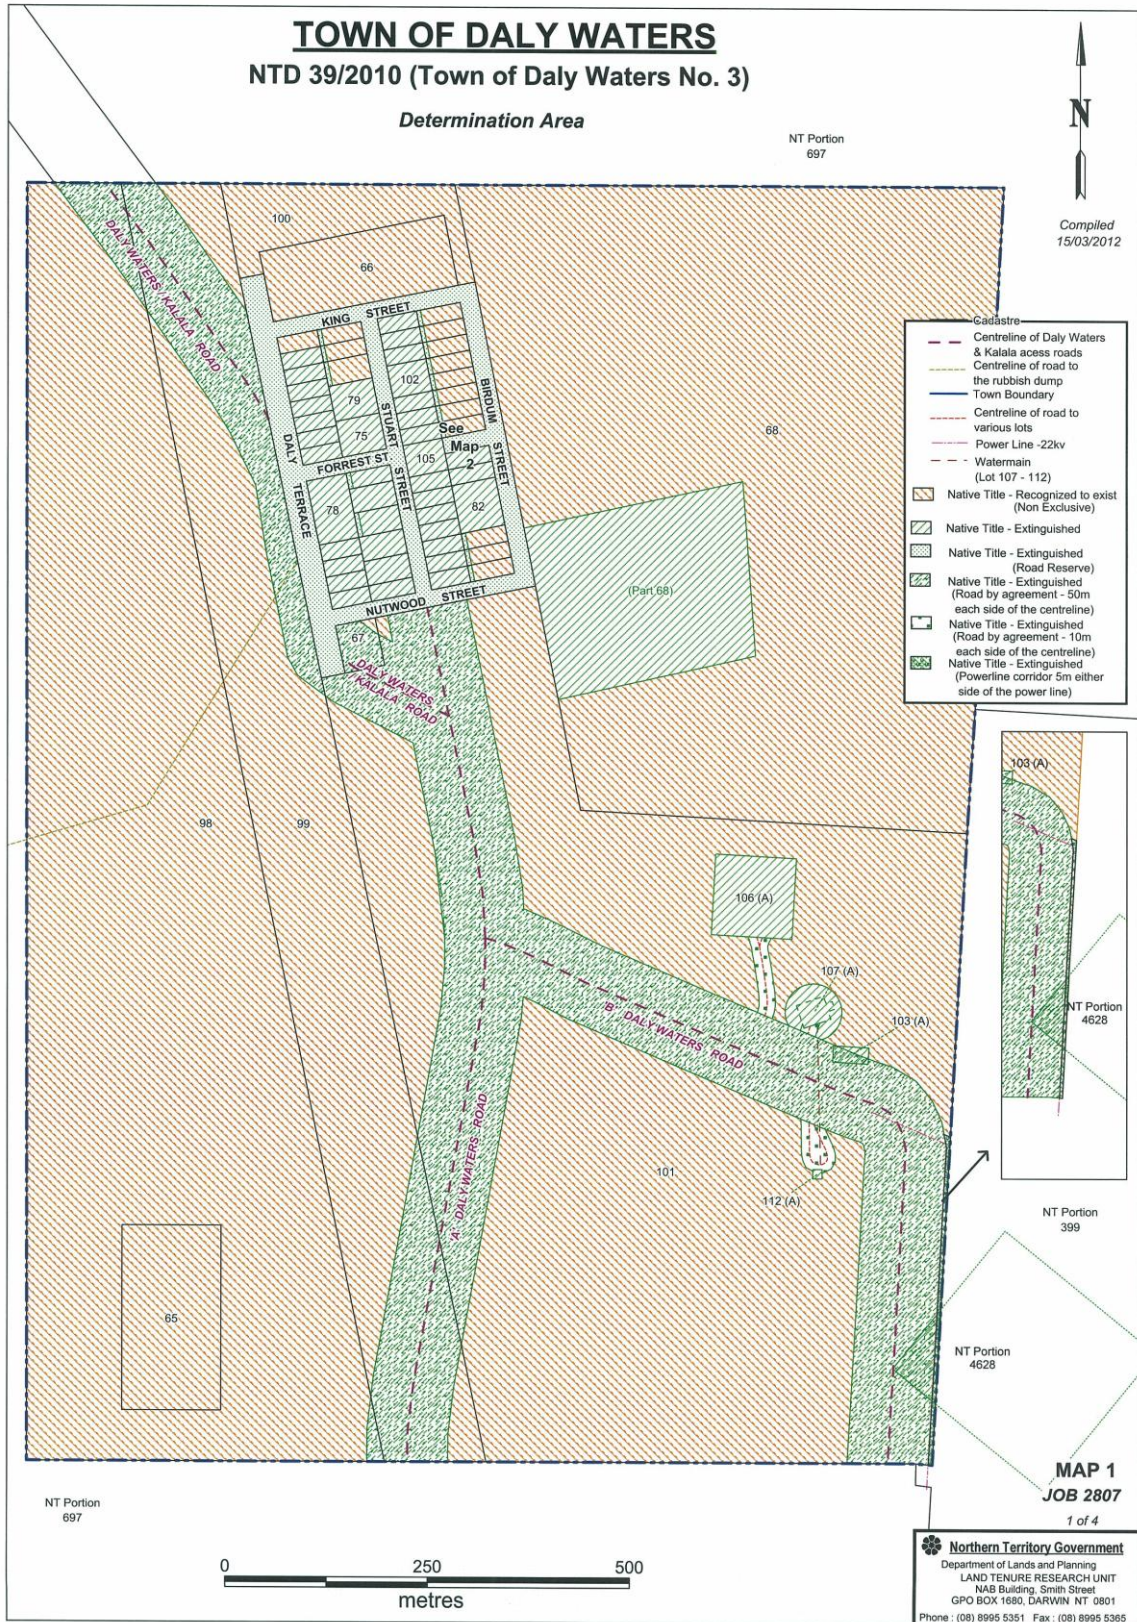 TOWN OF DALY WATERS
NTD 39/2010 (Town of Daly Waters No. 3)
Determination Area
NT Portion
697
N
Compiled
15/03/2012
Cadastre
Centreline of Daly Waters
& Kalala acess roads
Centreline of road to
the rubbish dump
Town Boundary
Centreline of road to
various lots
Power Line -22kv
Watermain
(Lot 107 - 112)
Native Title - Recognized to exist
(Non Exclusive)
Native Title - Extinguished
Native Title - Extinguished
(Road Reserve)
Native Title - Extinguished
(Road by agreement - 50m
each side of the centreline)
Native Title - Extinguished
(Road by agreement - 10m
each side of the centreline)
Native Title - Extinguished
(Powerline corridor 5m either
side of the power line)
100
66
DALY WATERS / KALALA ROAD
KING STREET
102
79
75
STUART
STREET
BIRDUM
STREET
See
Map
2
68
DALY
TERRACE
FORREST ST.
105
78
82
(Part 68)
NUTWOOD STREET
67
DALY WATERS
/ KALALA ROAD
98
99
103 (A)
NT Portion
4628
106 (A)
107 (A)
103 (A)
'B' DALY WATERS ROAD
'A' DALY WATERS ROAD
101
112 (A)
NT Portion
399
65
NT Portion
4628
NT Portion
697
MAP 1
JOB 2807
1 of 4
0 250 500
metres
Northern Territory Government
Department of Lands and Planning
LAND TENURE RESEARCH UNIT
NAB Building, Smith Street
GPO BOX 1680, DARWIN NT 0801
Phone : (08) 8995 5351 Fax : (08) 8995 5365